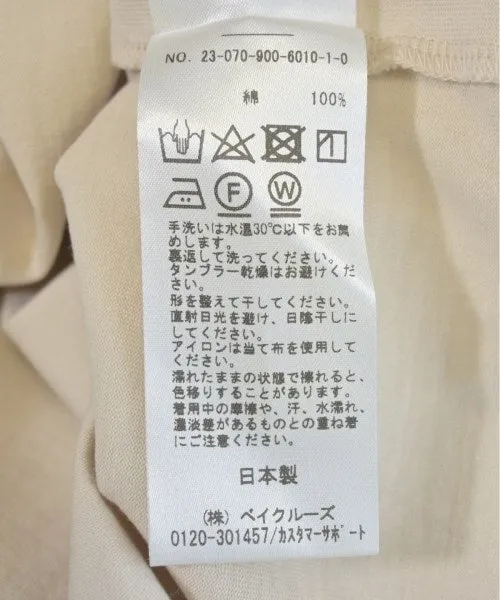 NO. 23-070-900-6010-1-0
綿 100%
F W
手洗いは水温30℃以下をお薦
めします。
裏返して洗ってください。
タンブラー乾燥はお避けくだ
さい。
形を整えて干してください。
直射日光を避け、日陰干しに
してください。
アイロンは当て布を使用して
ください。
濡れたままの状態で擦れると、
色移りすることがあります。
着用中の摩擦や、汗、水濡れ、
濃淡差があるものとの重ね着
にご注意ください。
日本製
(株) ベイクルーズ
0120-301457/カスタマーサポート